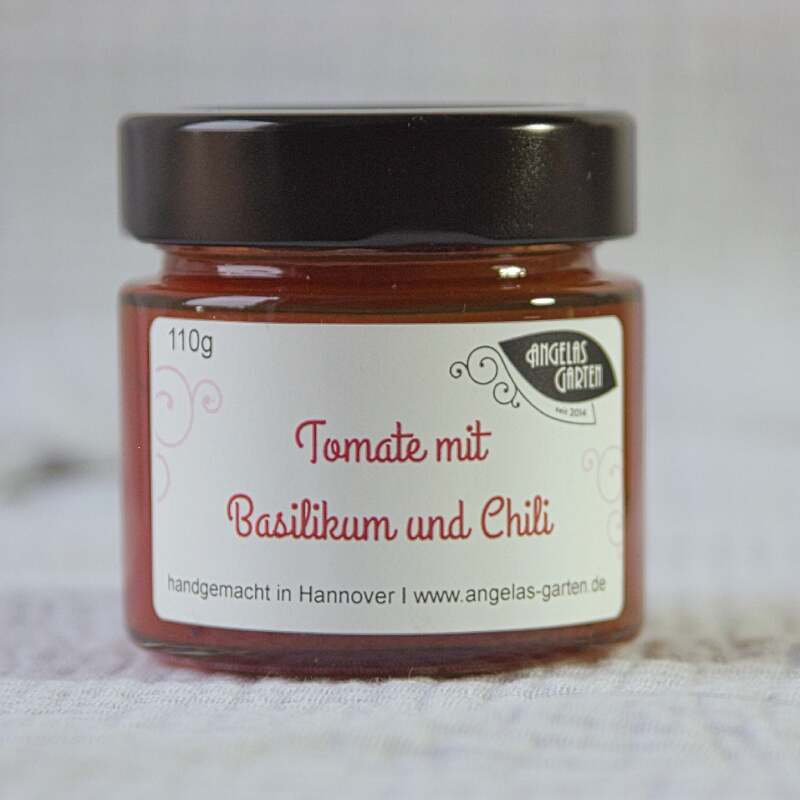 110g
ANGELAS
GARTEN
seit 2014
Tomate mit
Basilikum und Chili
handgemacht in Hannover I www.angelas-garten.de